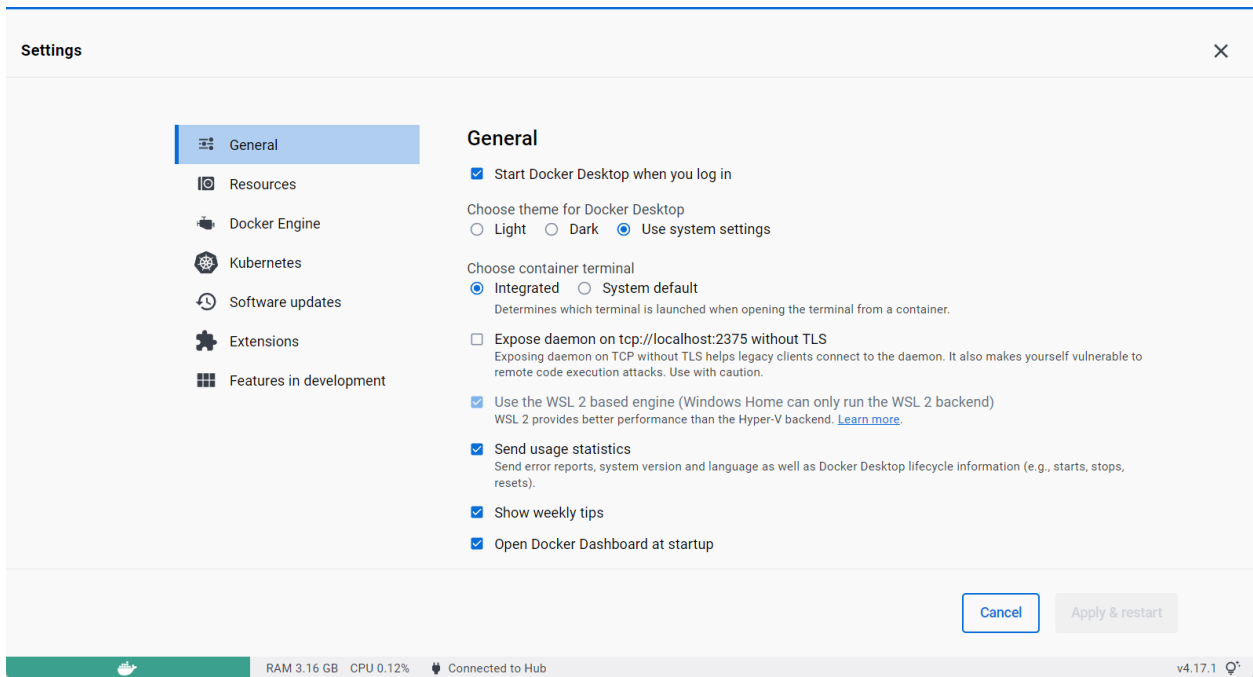 Settings
General
Resources
Docker Engine
Kubernetes
Software updates
Extensions
Features in development
General
Start Docker Desktop when you log in
Choose theme for Docker Desktop
Light Dark Use system settings
Choose container terminal
Integrated System default
Determines which terminal is launched when opening the terminal from a container.
Expose daemon on tcp://localhost:2375 without TLS
Exposing daemon on TCP without TLS helps legacy clients connect to the daemon. It also makes yourself vulnerable to
remote code execution attacks. Use with caution.
Use the WSL 2 based engine (Windows Home can only run the WSL 2 backend)
WSL 2 provides better performance than the Hyper-V backend. Learn more.
Send usage statistics
Send error reports, system version and language as well as Docker Desktop lifecycle information (e.g., starts, stops,
resets).
Show weekly tips
Open Docker Dashboard at startup
Cancel Apply & restart
RAM 3.16 GB CPU 0.12% Connected to Hub v4.17.1